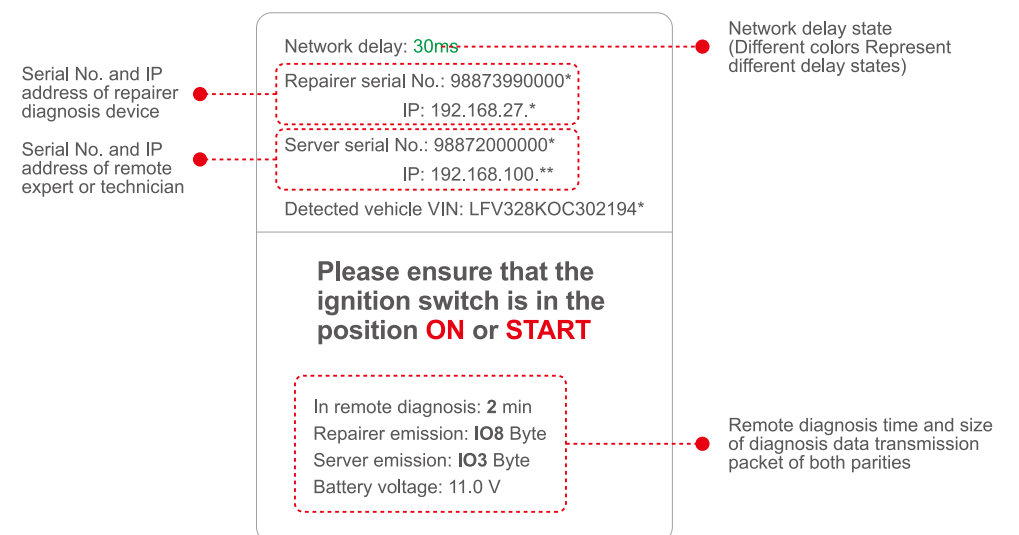 Network delay: 30ms
Repairer serial No.: 98873990000*
IP: 192.168.27.*
Server serial No.: 98872000000*
IP: 192.168.100.**
Detected vehicle VIN: LFV328KOC302194*
Please ensure that the
ignition switch is in the
position ON or START
In remote diagnosis: 2 min
Repairer emission: IO8 Byte
Server emission: IO3 Byte
Battery voltage: 11.0 V
Serial No. and IP
address of repairer
diagnosis device
Serial No. and IP
address of remote
expert or technician
Network delay state
(Different colors Represent
different delay states)
Remote diagnosis time and size
of diagnosis data transmission
packet of both parities